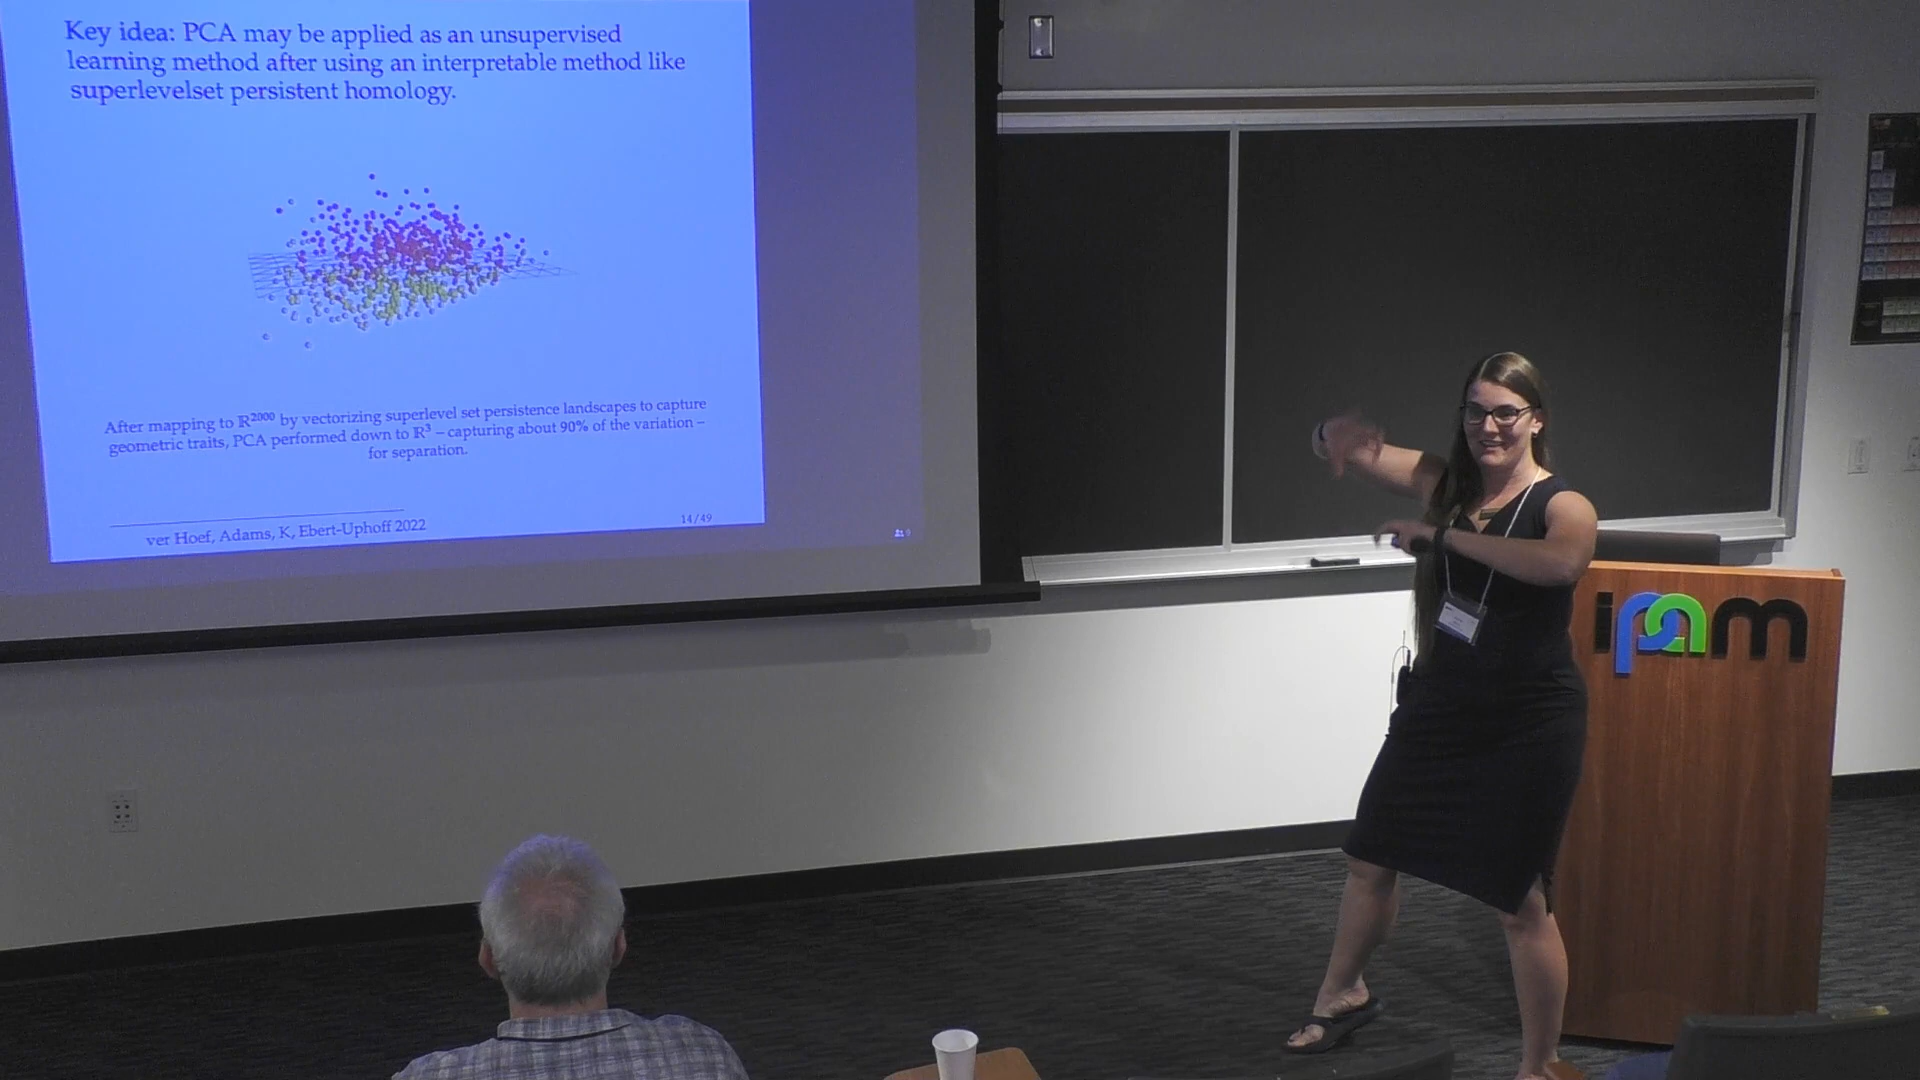 Key idea: PCA may be applied as an unsupervised
learning method after using an interpretable method like
superlevelset persistent homology.
After mapping to ℝ²⁰⁰⁰ by vectorizing superlevel set persistence landscapes to capture
geometric traits, PCA performed down to ℝ³ – capturing about 90% of the variation –
for separation.
ver Hoef, Adams, K, Ebert-Uphoff 2022
14/49
ipam